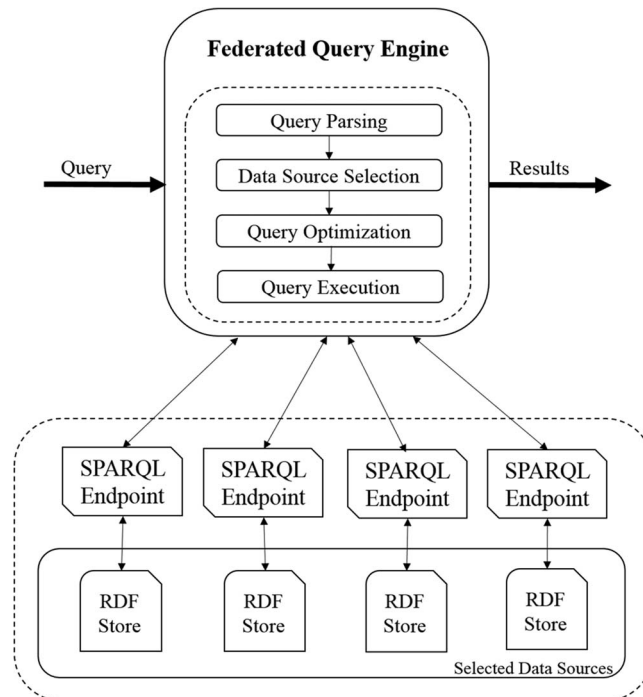 Federated Query Engine
Query Parsing
Query
Data Source Selection
Results
Query Optimization
Query Execution
SPARQL
Endpoint
SPARQL
Endpoint
SPARQL
Endpoint
SPARQL
Endpoint
RDF
Store
RDF
Store
RDF
Store
RDF
Store
Selected Data Sources